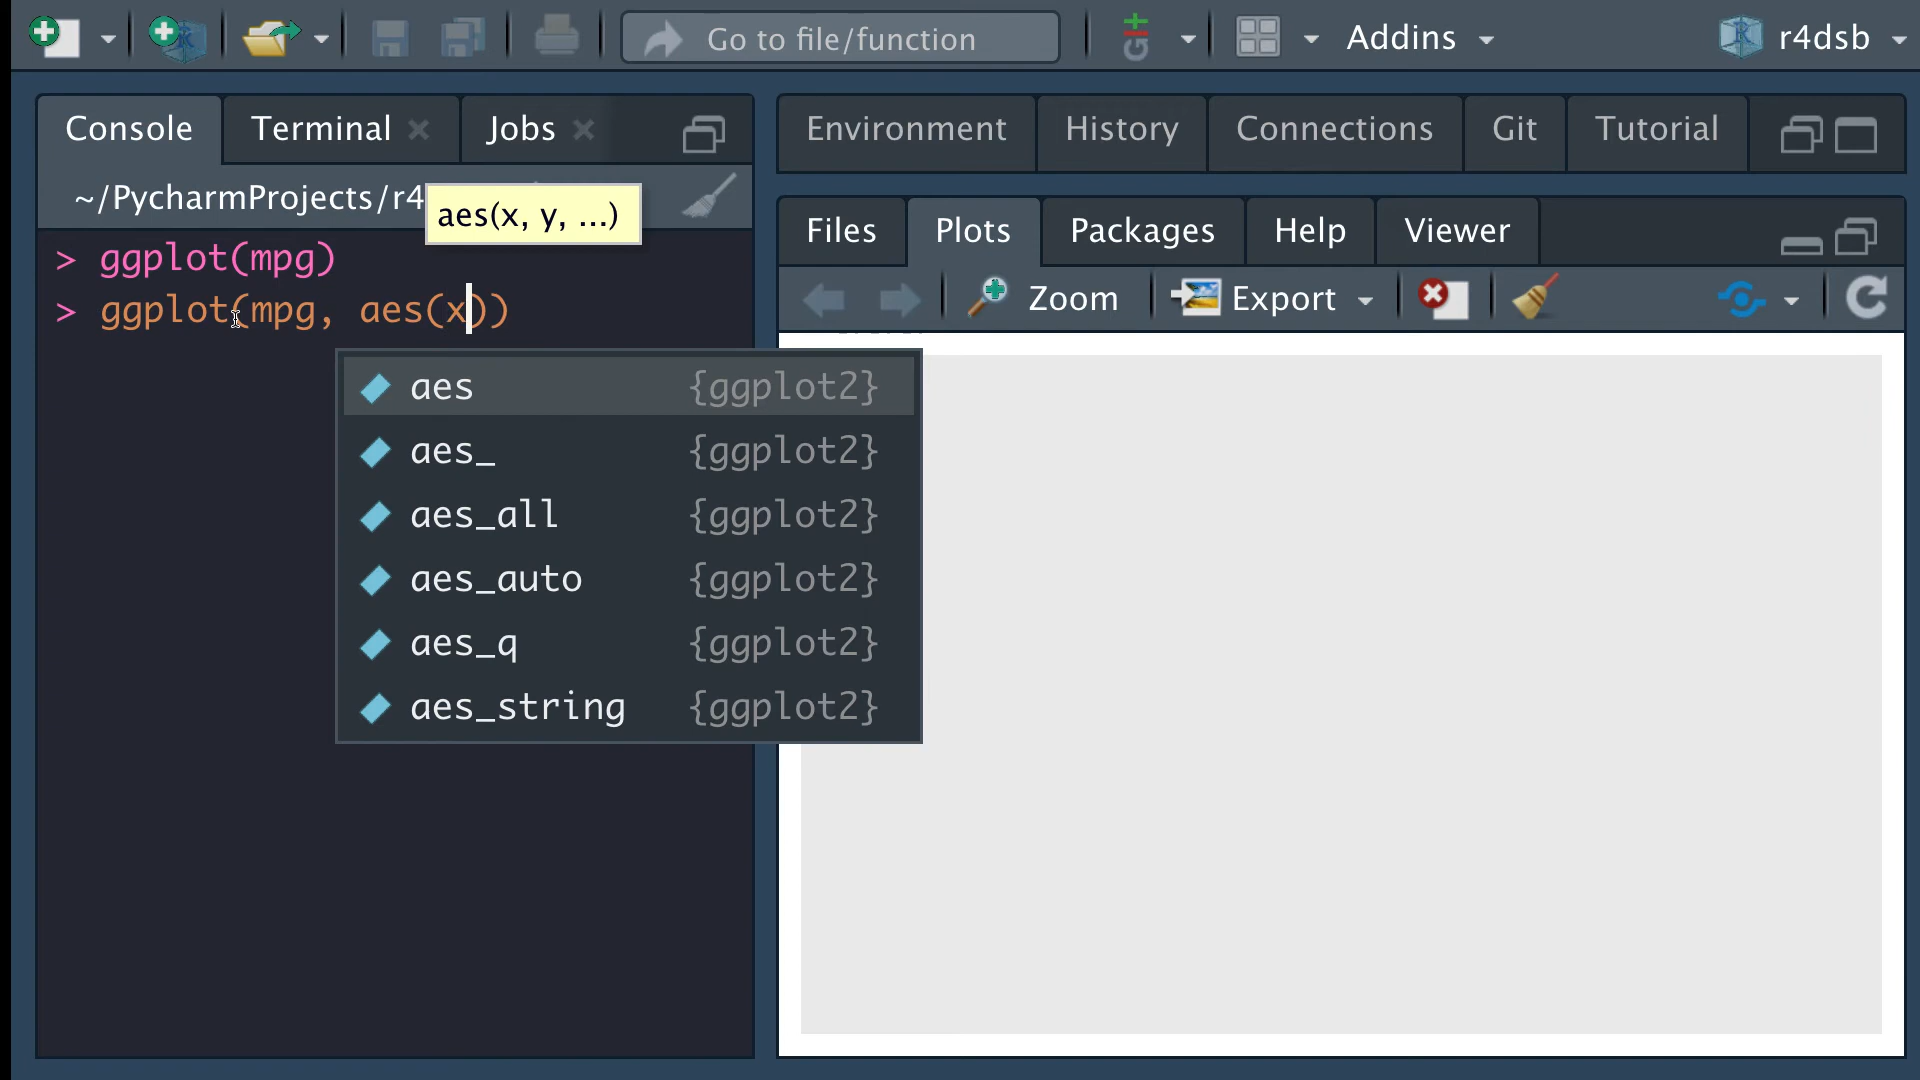 Go to file/function
Addins
r4dsb
Console
Terminal
Jobs
~/PycharmProjects/r4
aes(x, y, ...)
> ggplot(mpg)
> ggplot(mpg, aes(x))
aes {ggplot2}
aes_ {ggplot2}
aes_all {ggplot2}
aes_auto {ggplot2}
aes_q {ggplot2}
aes_string {ggplot2}
Environment
History
Connections
Git
Tutorial
Files
Plots
Packages
Help
Viewer
Zoom
Export